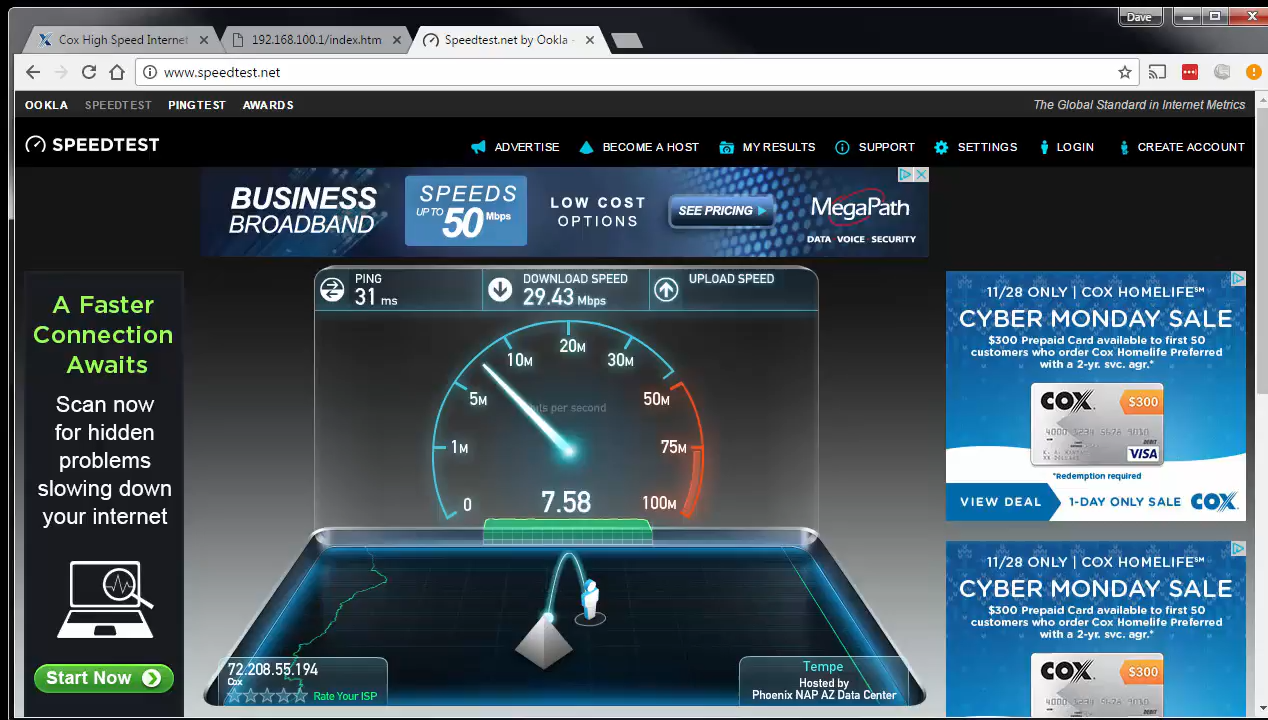 Dave
Cox High Speed Internet
192.168.100.1/index.htm
Speedtest.net by Ookla -
www.speedtest.net
OOKLA SPEEDTEST PINGTEST AWARDS
The Global Standard in Internet Metrics
SPEEDTEST
ADVERTISE BECOME A HOST MY RESULTS SUPPORT SETTINGS LOGIN CREATE ACCOUNT
BUSINESS
BROADBAND
SPEEDS
UP TO 50 Mbps
LOW COST
OPTIONS
SEE PRICING
MegaPath
DATA. VOICE. SECURITY
A Faster
Connection
Awaits
Scan now
for hidden
problems
slowing down
your internet
Start Now
PING
31 ms
DOWNLOAD SPEED
29.43 Mbps
UPLOAD SPEED
0
1M
5M
10M
20M
30M
50M
75M
100M
per second
7.58
72.208.55.194
Cox
Rate Your ISP
Tempe
Hosted by
Phoenix NAP AZ Data Center
11/28 ONLY | COX HOMELIFE℠
CYBER MONDAY SALE
$300 Prepaid Card available to first 50
customers who order Cox Homelife Preferred
with a 2-yr. svc. agr.*
COX
$300
DEBIT
VISA
*Redemption required
VIEW DEAL 1-DAY ONLY SALE COX
11/28 ONLY | COX HOMELIFE℠
CYBER MONDAY SALE
$300 Prepaid Card available to first 50
customers who order Cox Homelife Preferred
with a 2-yr. svc. agr.*
COX
$300